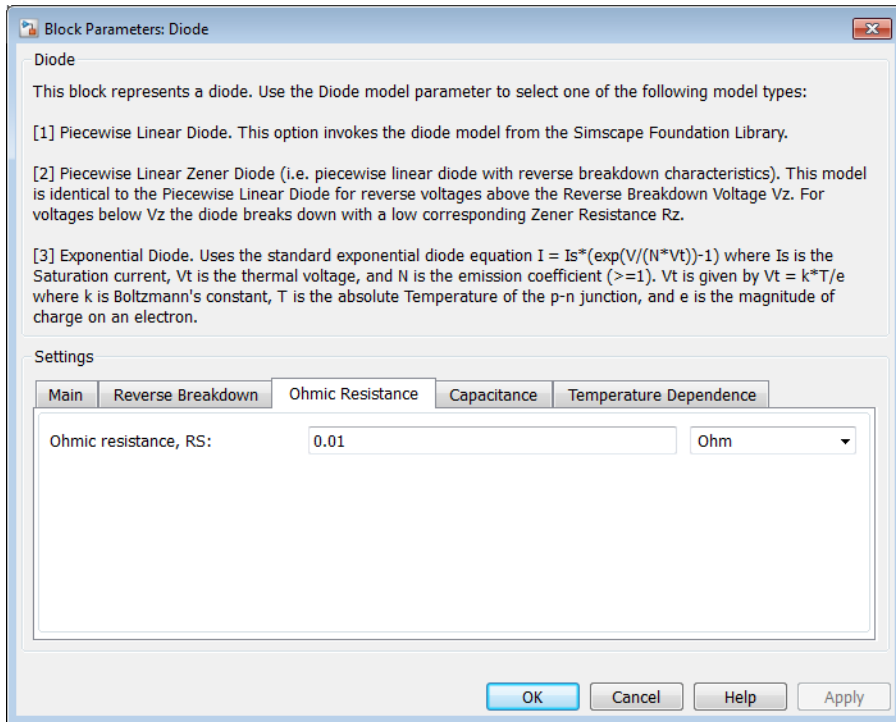 Block Parameters: Diode
Diode
This block represents a diode. Use the Diode model parameter to select one of the following model types:
[1] Piecewise Linear Diode. This option invokes the diode model from the Simscape Foundation Library.
[2] Piecewise Linear Zener Diode (i.e. piecewise linear diode with reverse breakdown characteristics). This model
is identical to the Piecewise Linear Diode for reverse voltages above the Reverse Breakdown Voltage Vz. For
voltages below Vz the diode breaks down with a low corresponding Zener Resistance Rz.
[3] Exponential Diode. Uses the standard exponential diode equation I = Is*(exp(V/(N*Vt))-1) where Is is the
Saturation current, Vt is the thermal voltage, and N is the emission coefficient (>=1). Vt is given by Vt = k*T/e
where k is Boltzmann's constant, T is the absolute Temperature of the p-n junction, and e is the magnitude of
charge on an electron.
Settings
Main Reverse Breakdown Ohmic Resistance Capacitance Temperature Dependence
Ohmic resistance, RS: 0.01 Ohm
OK Cancel Help Apply